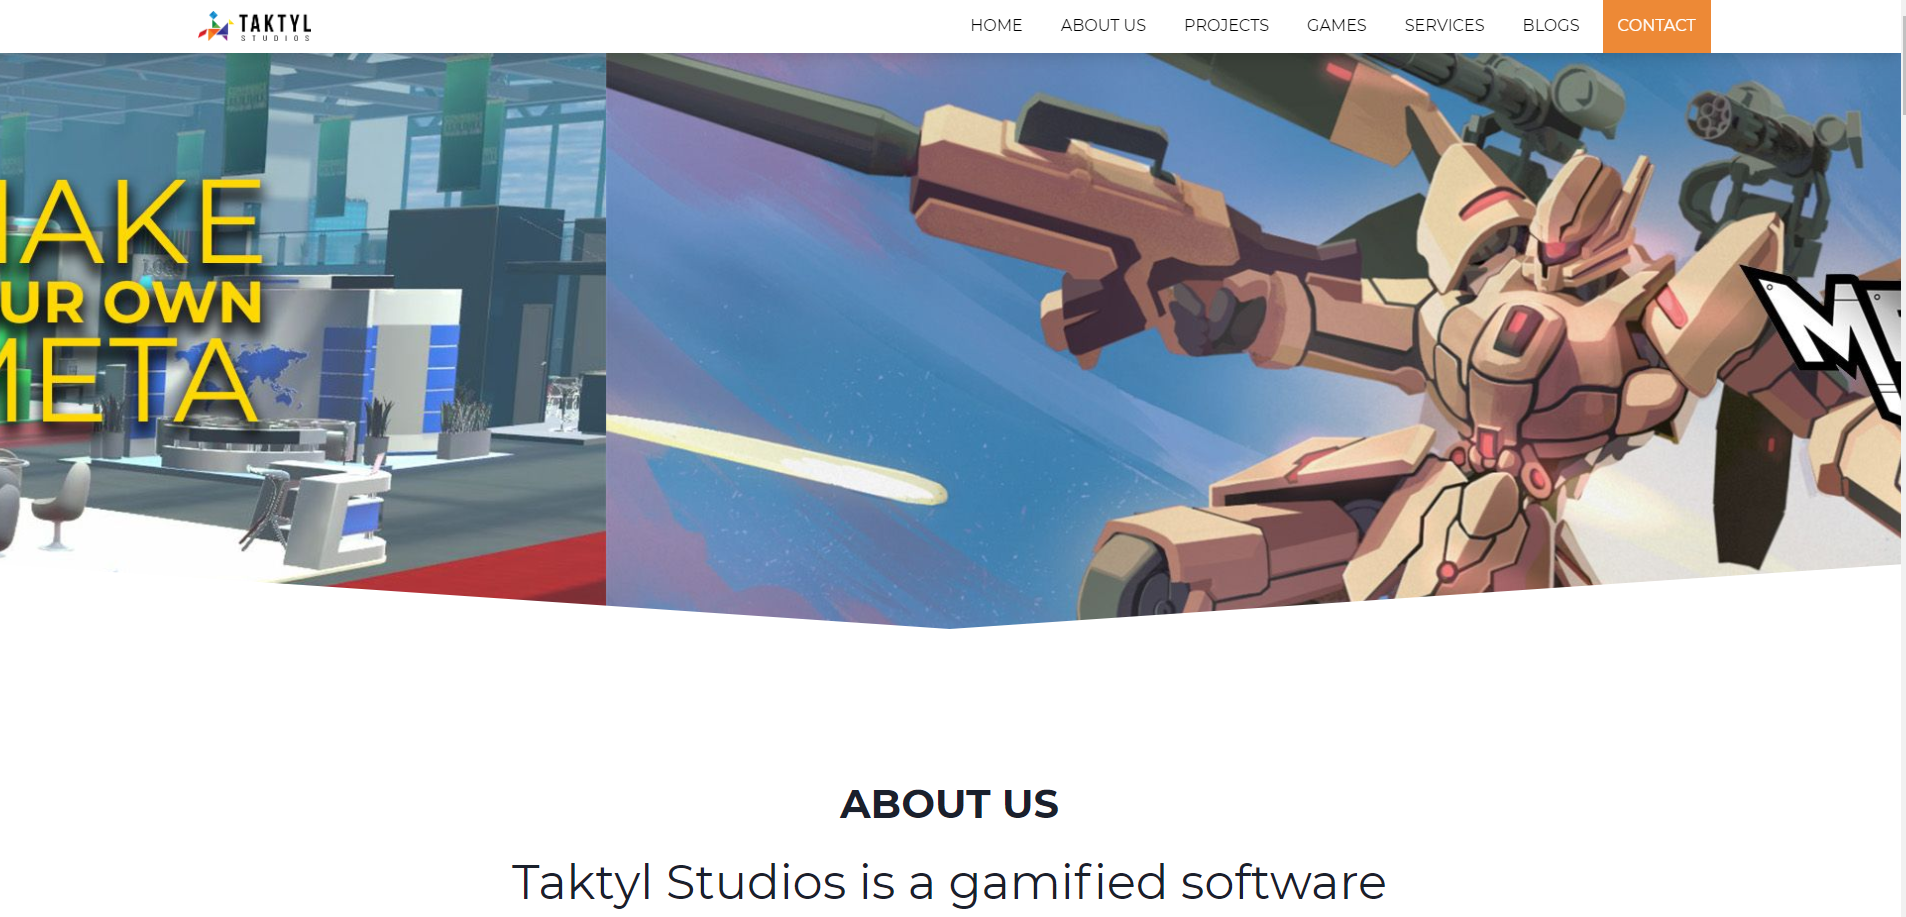 TAKTYL
STUDIOS
HOME
ABOUT US
PROJECTS
GAMES
SERVICES
BLOGS
CONTACT
AKE
UR OWN
META
ABOUT US
Taktyl Studios is a gamified software